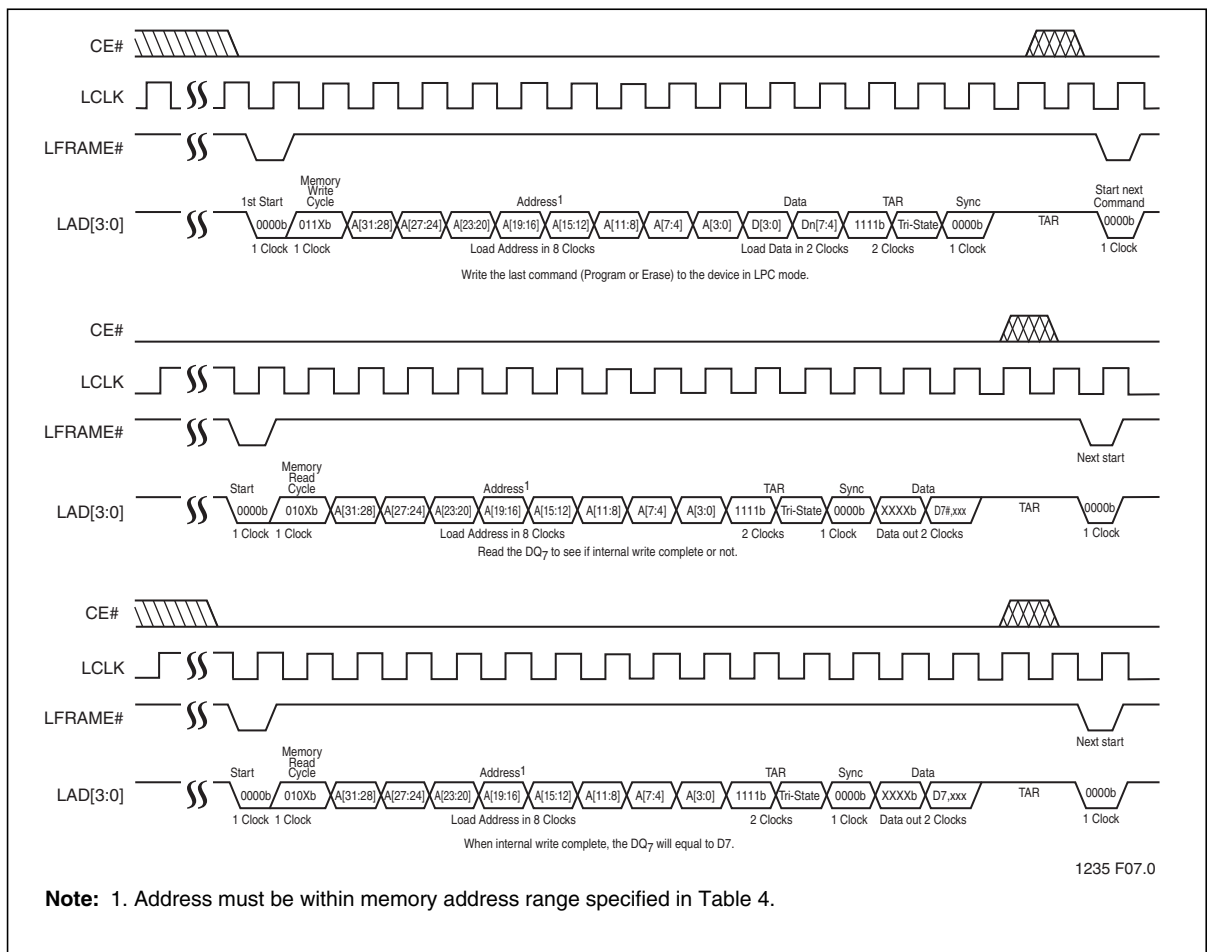 CE#
LCLK
LFRAME#
Memory
Write
Cycle
1st Start
Address1
Data
TAR
Sync
Start next
Command
LAD[3:0]
0000b 011Xb A[31:28] A[27:24] A[23:20] A[19:16] A[15:12] A[11:8] A[7:4] A[3:0] D[3:0] Dn[7:4] 1111b Tri-State 0000b TAR 0000b
1 Clock 1 Clock Load Address in 8 Clocks Load Data in 2 Clocks 2 Clocks 1 Clock 1 Clock
Write the last command (Program or Erase) to the device in LPC mode.
CE#
LCLK
LFRAME#
Next start
Memory
Read
Cycle
Start
Address1
TAR
Sync
Data
LAD[3:0]
0000b 010Xb A[31:28] A[27:24] A[23:20] A[19:16] A[15:12] A[11:8] A[7:4] A[3:0] 1111b Tri-State 0000b XXXXb D7#,xxx TAR 0000b
1 Clock 1 Clock Load Address in 8 Clocks 2 Clocks 1 Clock Data out 2 Clocks 1 Clock
Read the DQ7 to see if internal write complete or not.
CE#
LCLK
LFRAME#
Next start
Memory
Read
Cycle
Start
Address1
TAR
Sync
Data
LAD[3:0]
0000b 010Xb A[31:28] A[27:24] A[23:20] A[19:16] A[15:12] A[11:8] A[7:4] A[3:0] 1111b Tri-State 0000b XXXXb D7,xxx TAR 0000b
1 Clock 1 Clock Load Address in 8 Clocks 2 Clocks 1 Clock Data out 2 Clocks 1 Clock
When internal write complete, the DQ7 will equal to D7.
1235 F07.0
Note: 1. Address must be within memory address range specified in Table 4.